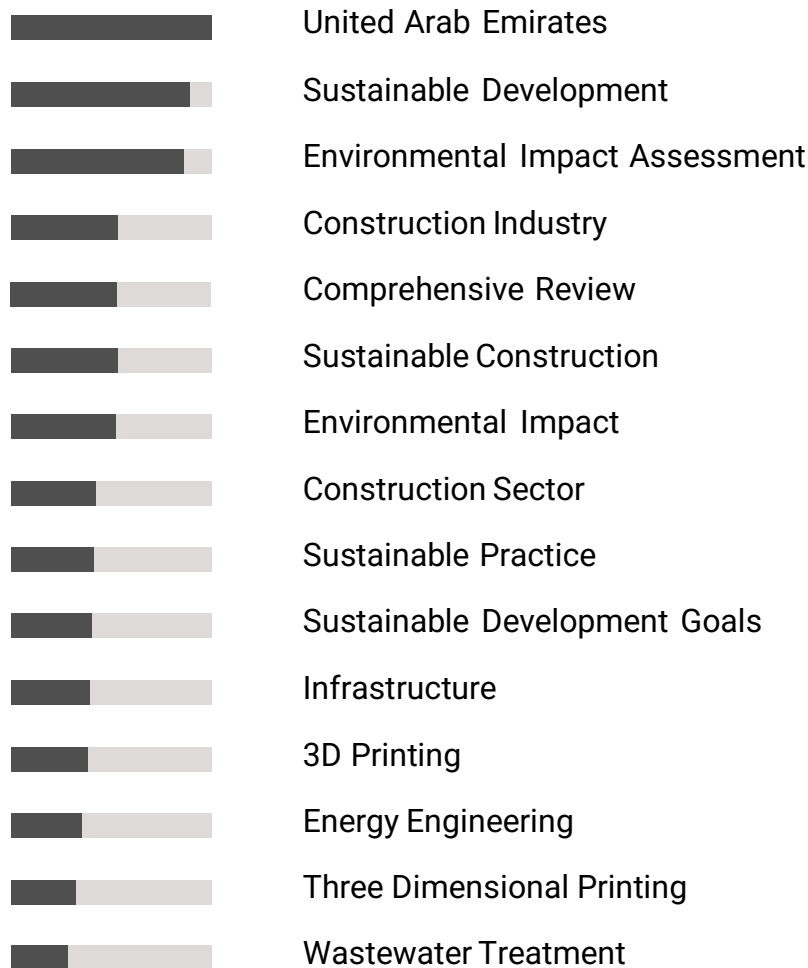 United Arab Emirates
Sustainable Development
Environmental Impact Assessment
Construction Industry
Comprehensive Review
Sustainable Construction
Environmental Impact
Construction Sector
Sustainable Practice
Sustainable Development Goals
Infrastructure
3D Printing
Energy Engineering
Three Dimensional Printing
Wastewater Treatment